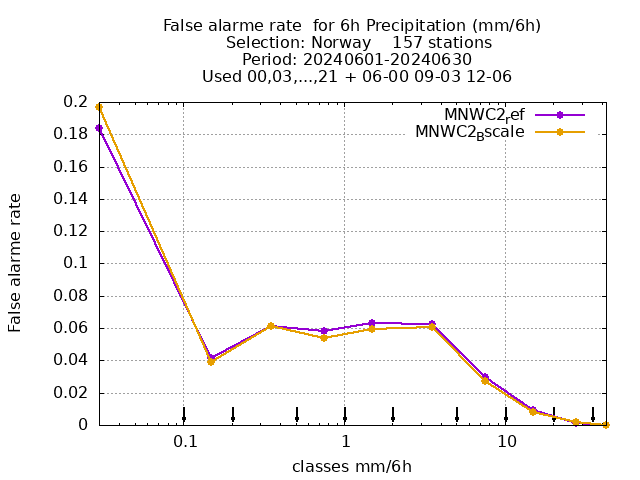 False alarme rate  for 6h Precipitation (mm/6h)
Selection: Norway    157 stations
Period: 20240601-20240630
Used 00,03,...,21 + 06-00 09-03 12-06
MNWC2ref
MNWC2Bscale
0.2
0.18
0.16
0.14
0.12
0.1
0.08
0.06
0.04
0.02
0
False alarme rate
0.1 1 10
classes mm/6h